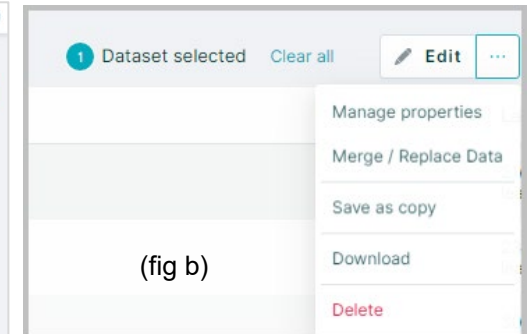 1 Dataset selected Clear all Edit ...
Manage properties
Merge / Replace Data
Save as copy
Download
(fig b)
Delete